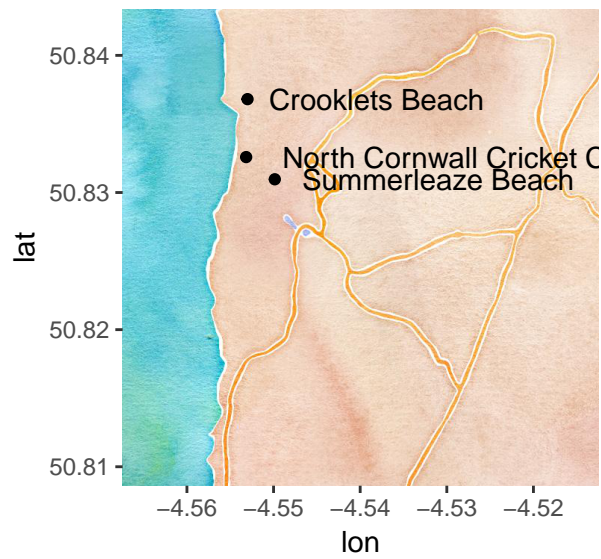 50.84
Crooklets Beach
North Cornwall Cricket C
50.83
Summerleaze Beach
lat
50.82
50.81
−4.56
−4.55
−4.54
−4.53
−4.52
lon